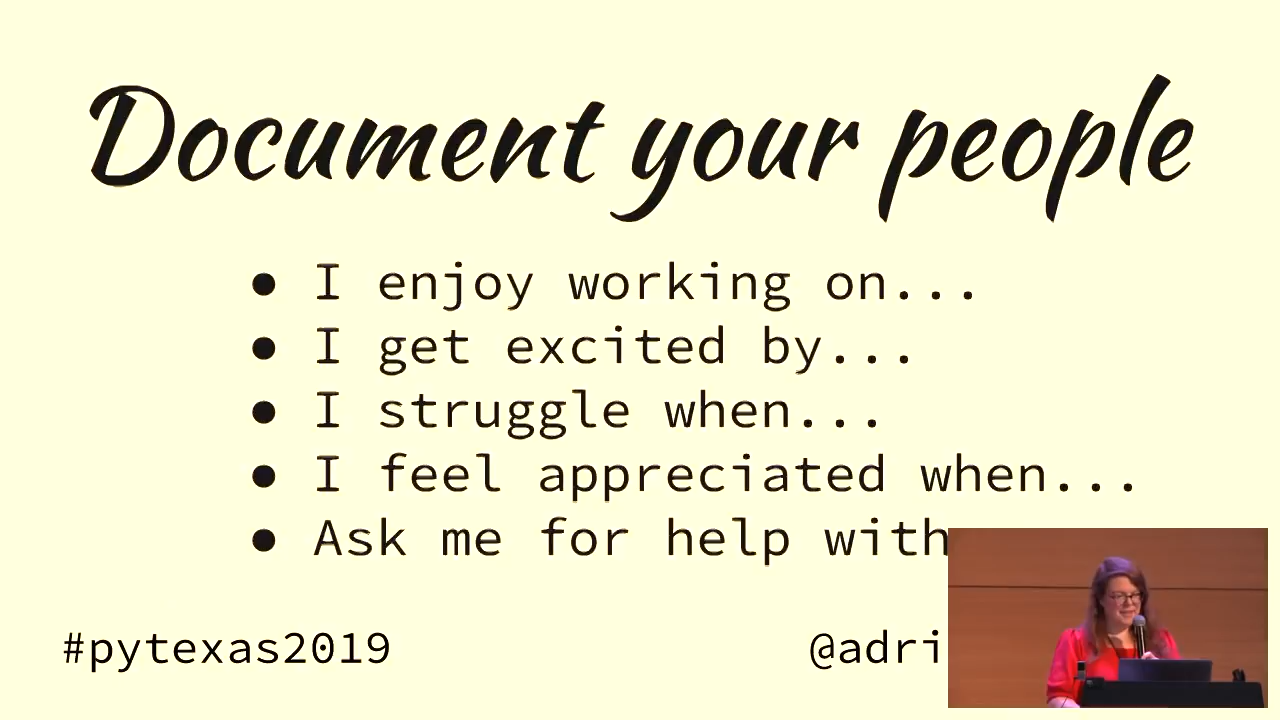 Document your people
● I enjoy working on...
● I get excited by...
● I struggle when...
● I feel appreciated when...
● Ask me for help with
#pytexas2019
@adri